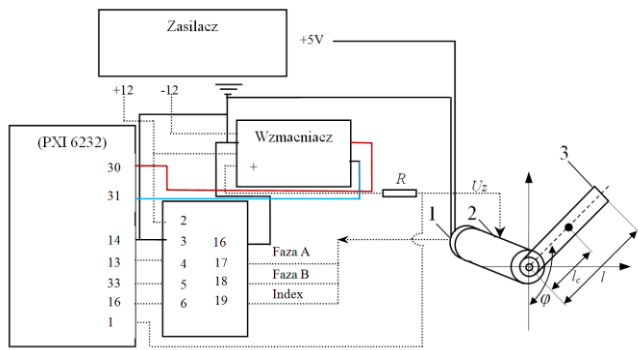 Zasilacz
+5V
+12
-12
(PXI 6232)
Wzmacniacz
+
30
31
14
13
33
16
1
2
3
4
5
6
16
17
18
19
Faza A
Faza B
Index
R
Uz
1
2
3
lc
l
φ